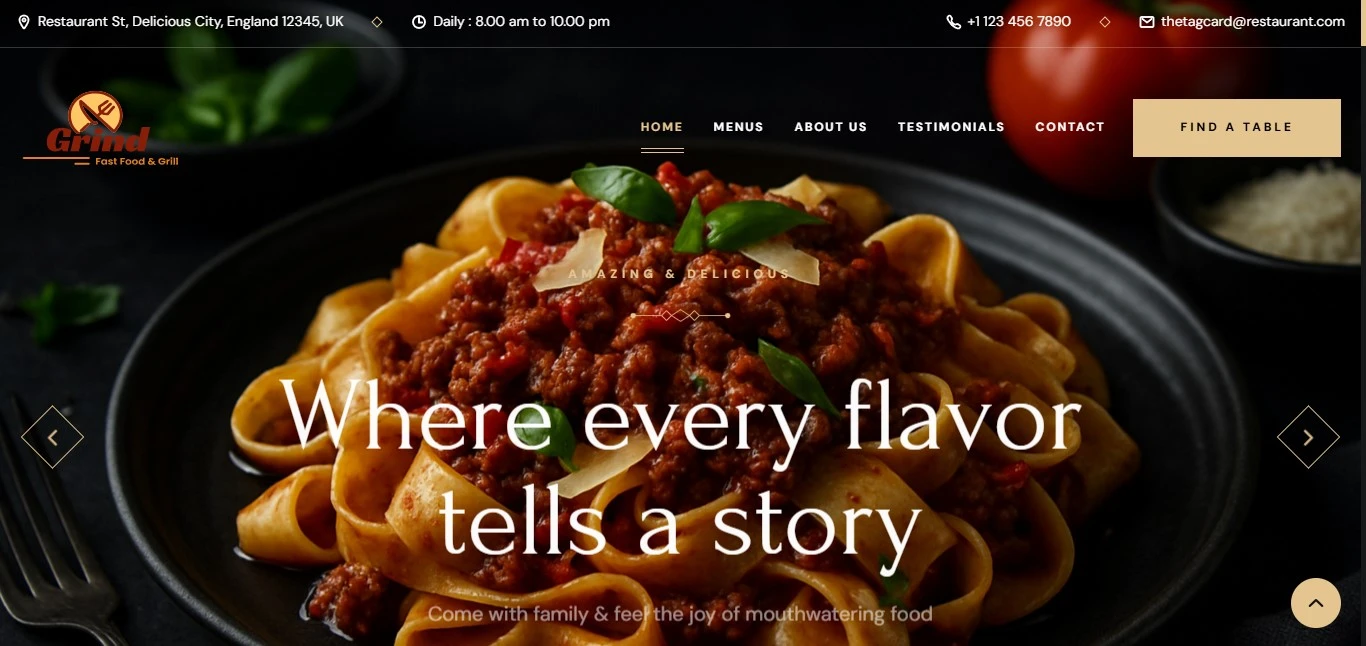 Restaurant St, Delicious City, England 12345, UK
Daily : 8.00 am to 10.00 pm
+1 123 456 7890
thetagcard@restaurant.com
Grind
Fast Food & Grill
HOME
MENUS
ABOUT US
TESTIMONIALS
CONTACT
FIND A TABLE
AMAZING & DELICIOUS
Where every flavor
tells a story
Come with family & feel the joy of mouthwatering food